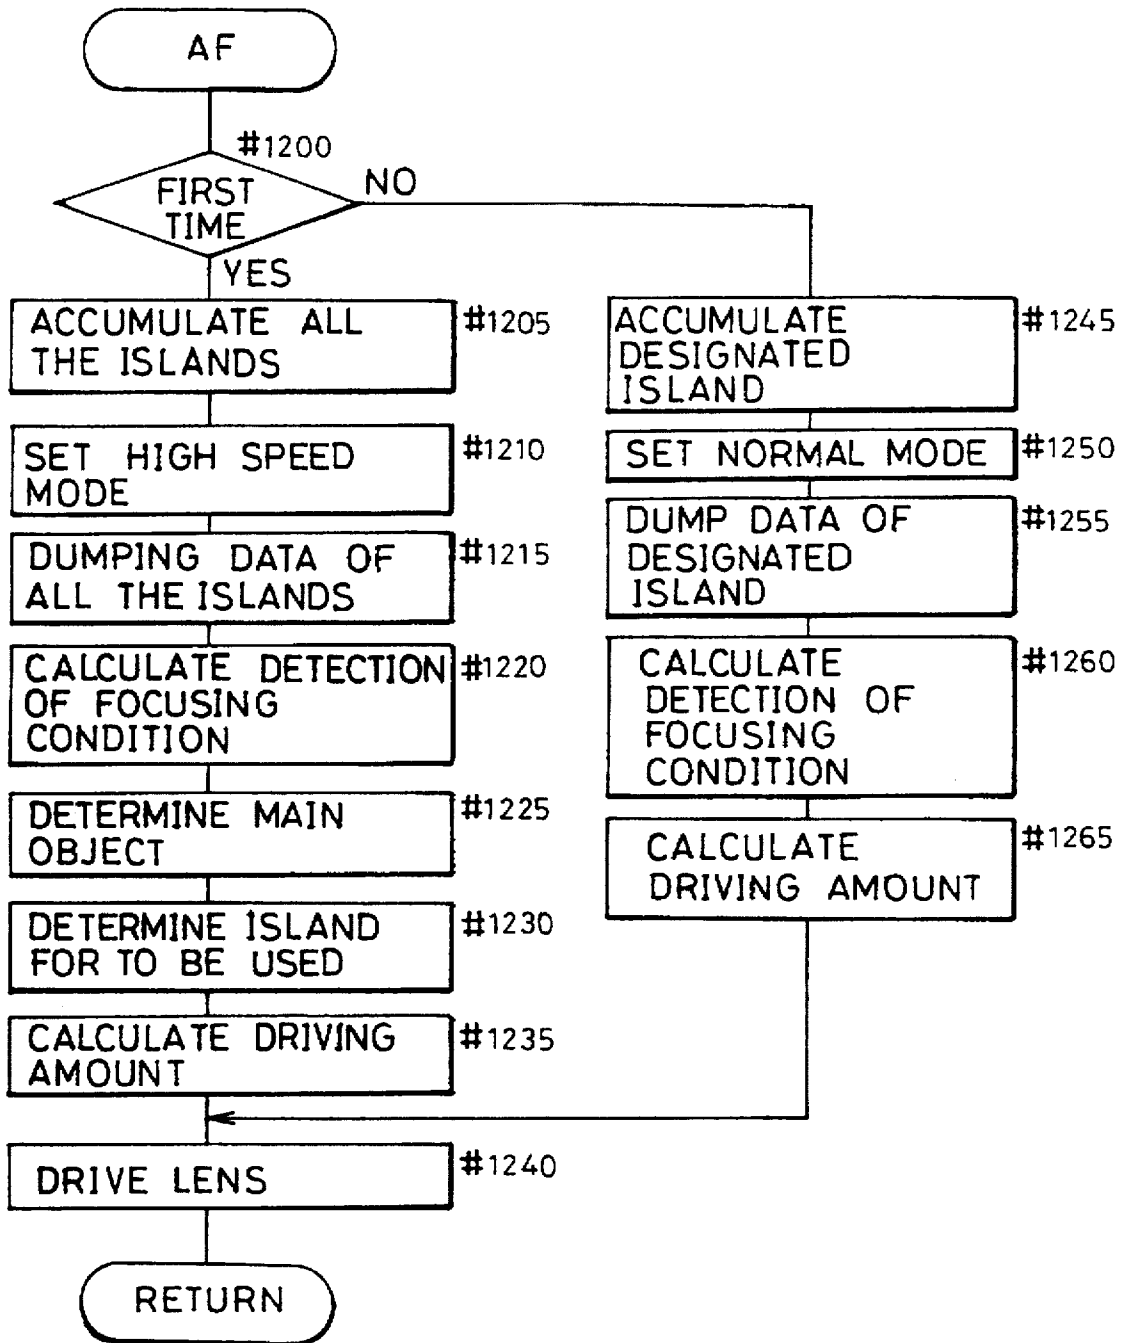 AF
#1200
FIRST
TIME
NO
YES
ACCUMULATE ALL
THE ISLANDS
#1205
SET HIGH SPEED
MODE
#1210
DUMPING DATA OF
ALL THE ISLANDS
#1215
CALCULATE DETECTION
OF FOCUSING
CONDITION
#1220
DETERMINE MAIN
OBJECT
#1225
DETERMINE ISLAND
FOR TO BE USED
#1230
CALCULATE DRIVING
AMOUNT
#1235
DRIVE LENS
#1240
RETURN
ACCUMULATE
DESIGNATED
ISLAND
#1245
SET NORMAL MODE
#1250
DUMP DATA OF
DESIGNATED
ISLAND
#1255
CALCULATE
DETECTION OF
FOCUSING
CONDITION
#1260
CALCULATE
DRIVING AMOUNT
#1265